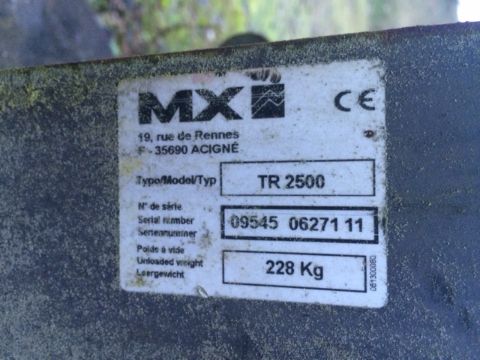 MX CE
19, rue de Rennes
F - 35690 ACIGNÉ
Type/Model/Typ TR 2500
N° de série
Serial number 09545 06271 11
Seriennummer
Poids à vide
Unloaded weight 228 Kg
Leergewicht